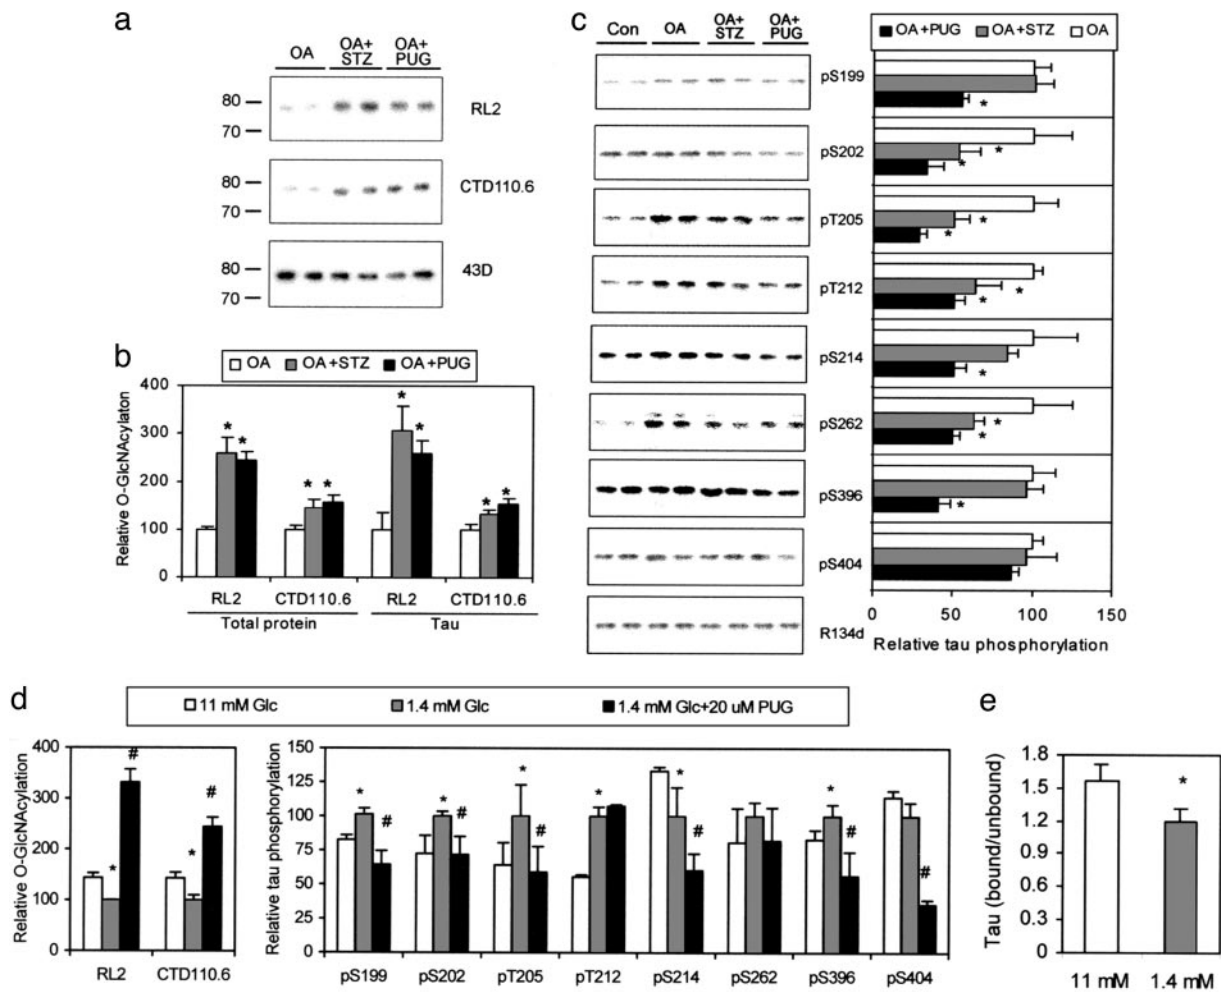 a
OA
OA+
STZ
OA+
PUG
80
70
RL2
80
70
CTD110.6
80
70
43D
b
OA OA+STZ OA+PUG
Relative O-GlcNAcylaton
400
300
200
100
0
* * * * * * * *
RL2 CTD110.6 RL2 CTD110.6
Total protein Tau
c
Con
OA
OA+
STZ
OA+
PUG
OA+PUG OA+STZ OA
pS199
*
pS202
*
*
pT205
*
*
pT212
*
*
pS214
*
pS262
*
*
pS396
*
pS404
R134d
0 50 100 150
Relative tau phosphorylation
d
11 mM Glc 1.4 mM Glc 1.4 mM Glc+20 uM PUG
Relative O-GlcNAcylation
400
300
200
100
0
* # * #
RL2 CTD110.6
Relative tau phosphorylation
150
125
100
75
50
25
0
* # * # * # * * # * # #
pS199 pS202 pT205 pT212 pS214 pS262 pS396 pS404
e
Tau (bound/unbound)
1.8
1.5
1.2
0.9
0.6
0.3
0
*
11 mM 1.4 mM